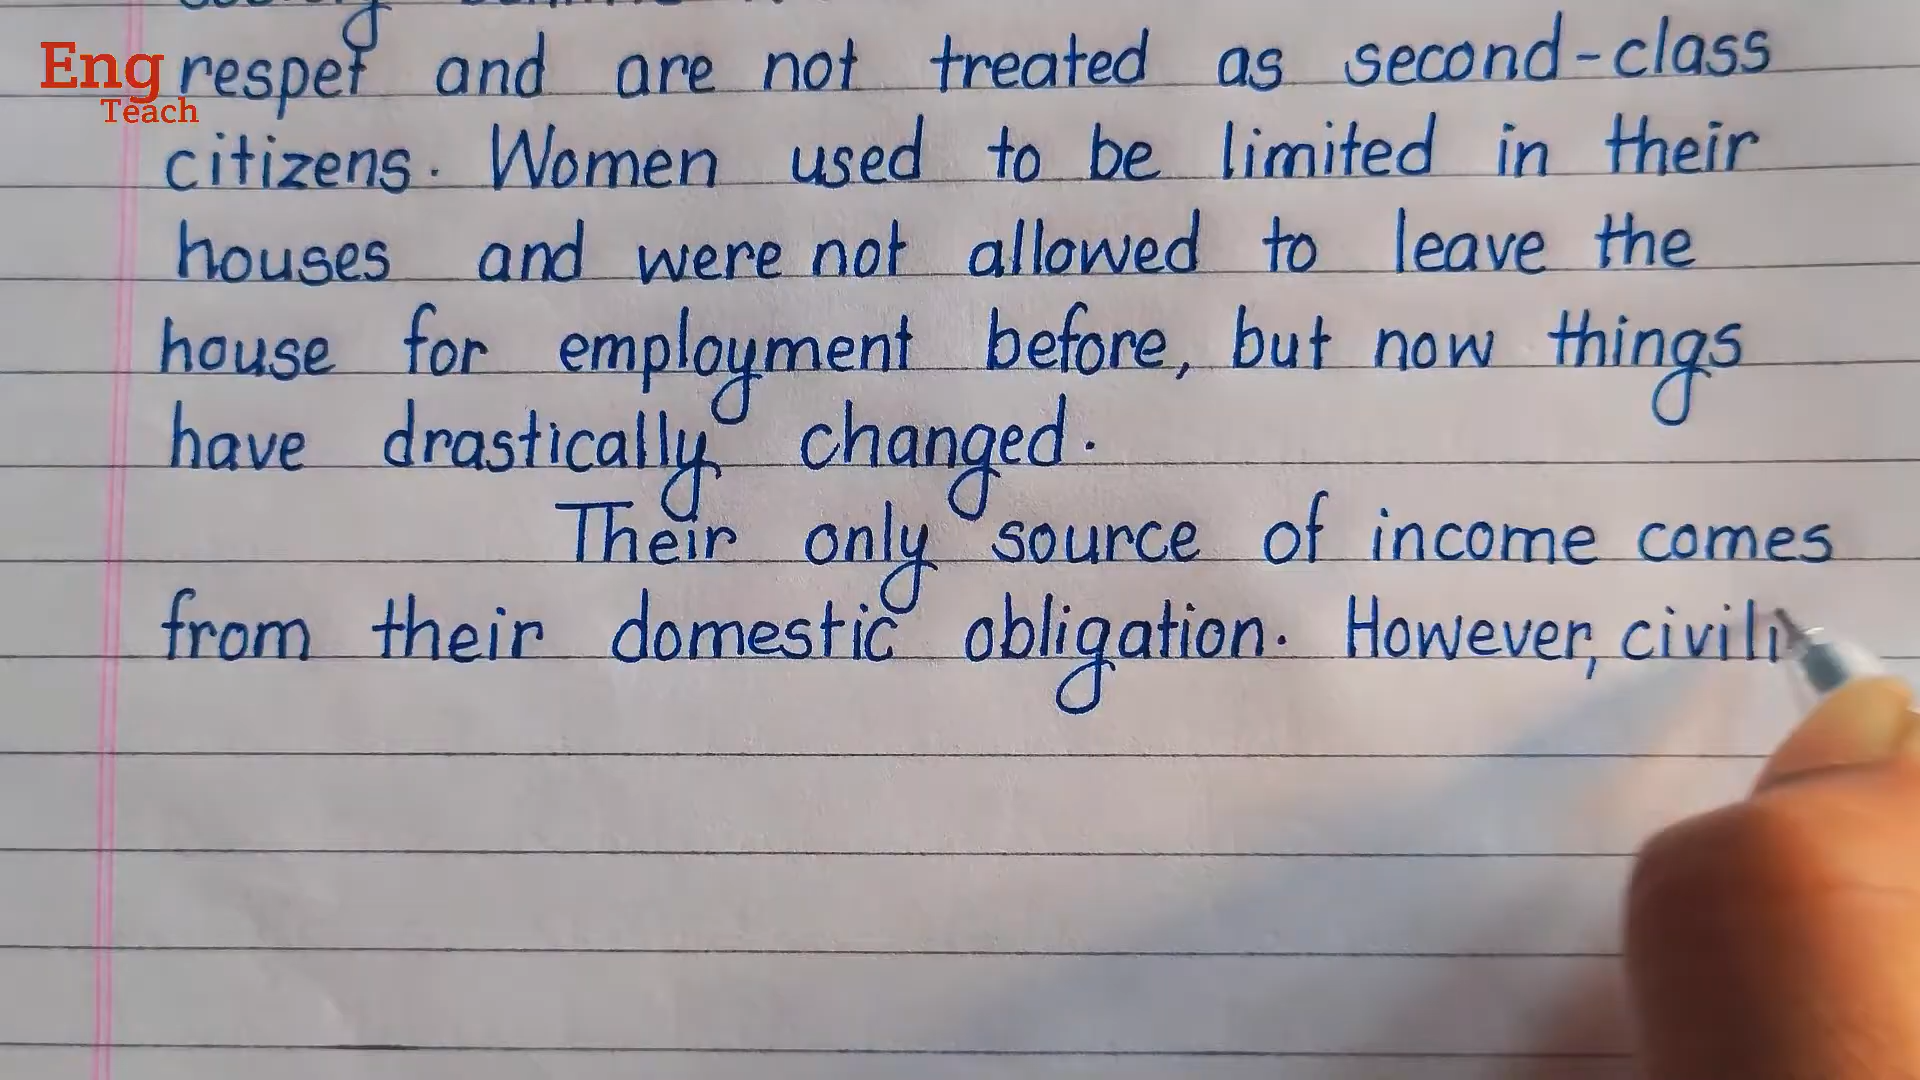 Eng
Teach
respet and are not treated as second-class
citizens. Women used to be limited in their
houses and were not allowed to leave the
house for employment before, but now things
have drastically changed.
Their only source of income comes
from their domestic obligation. However, civili